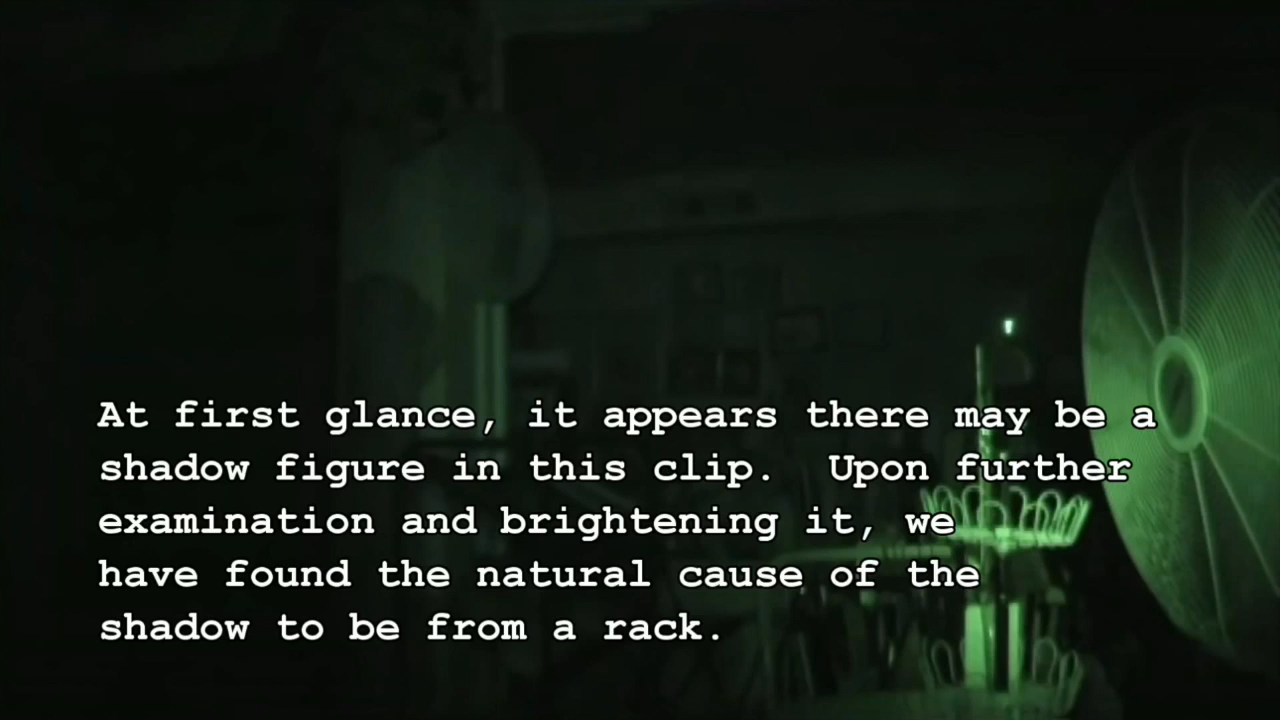 At first glance, it appears there may be a
shadow figure in this clip.  Upon further
examination and brightening it, we
have found the natural cause of the
shadow to be from a rack.